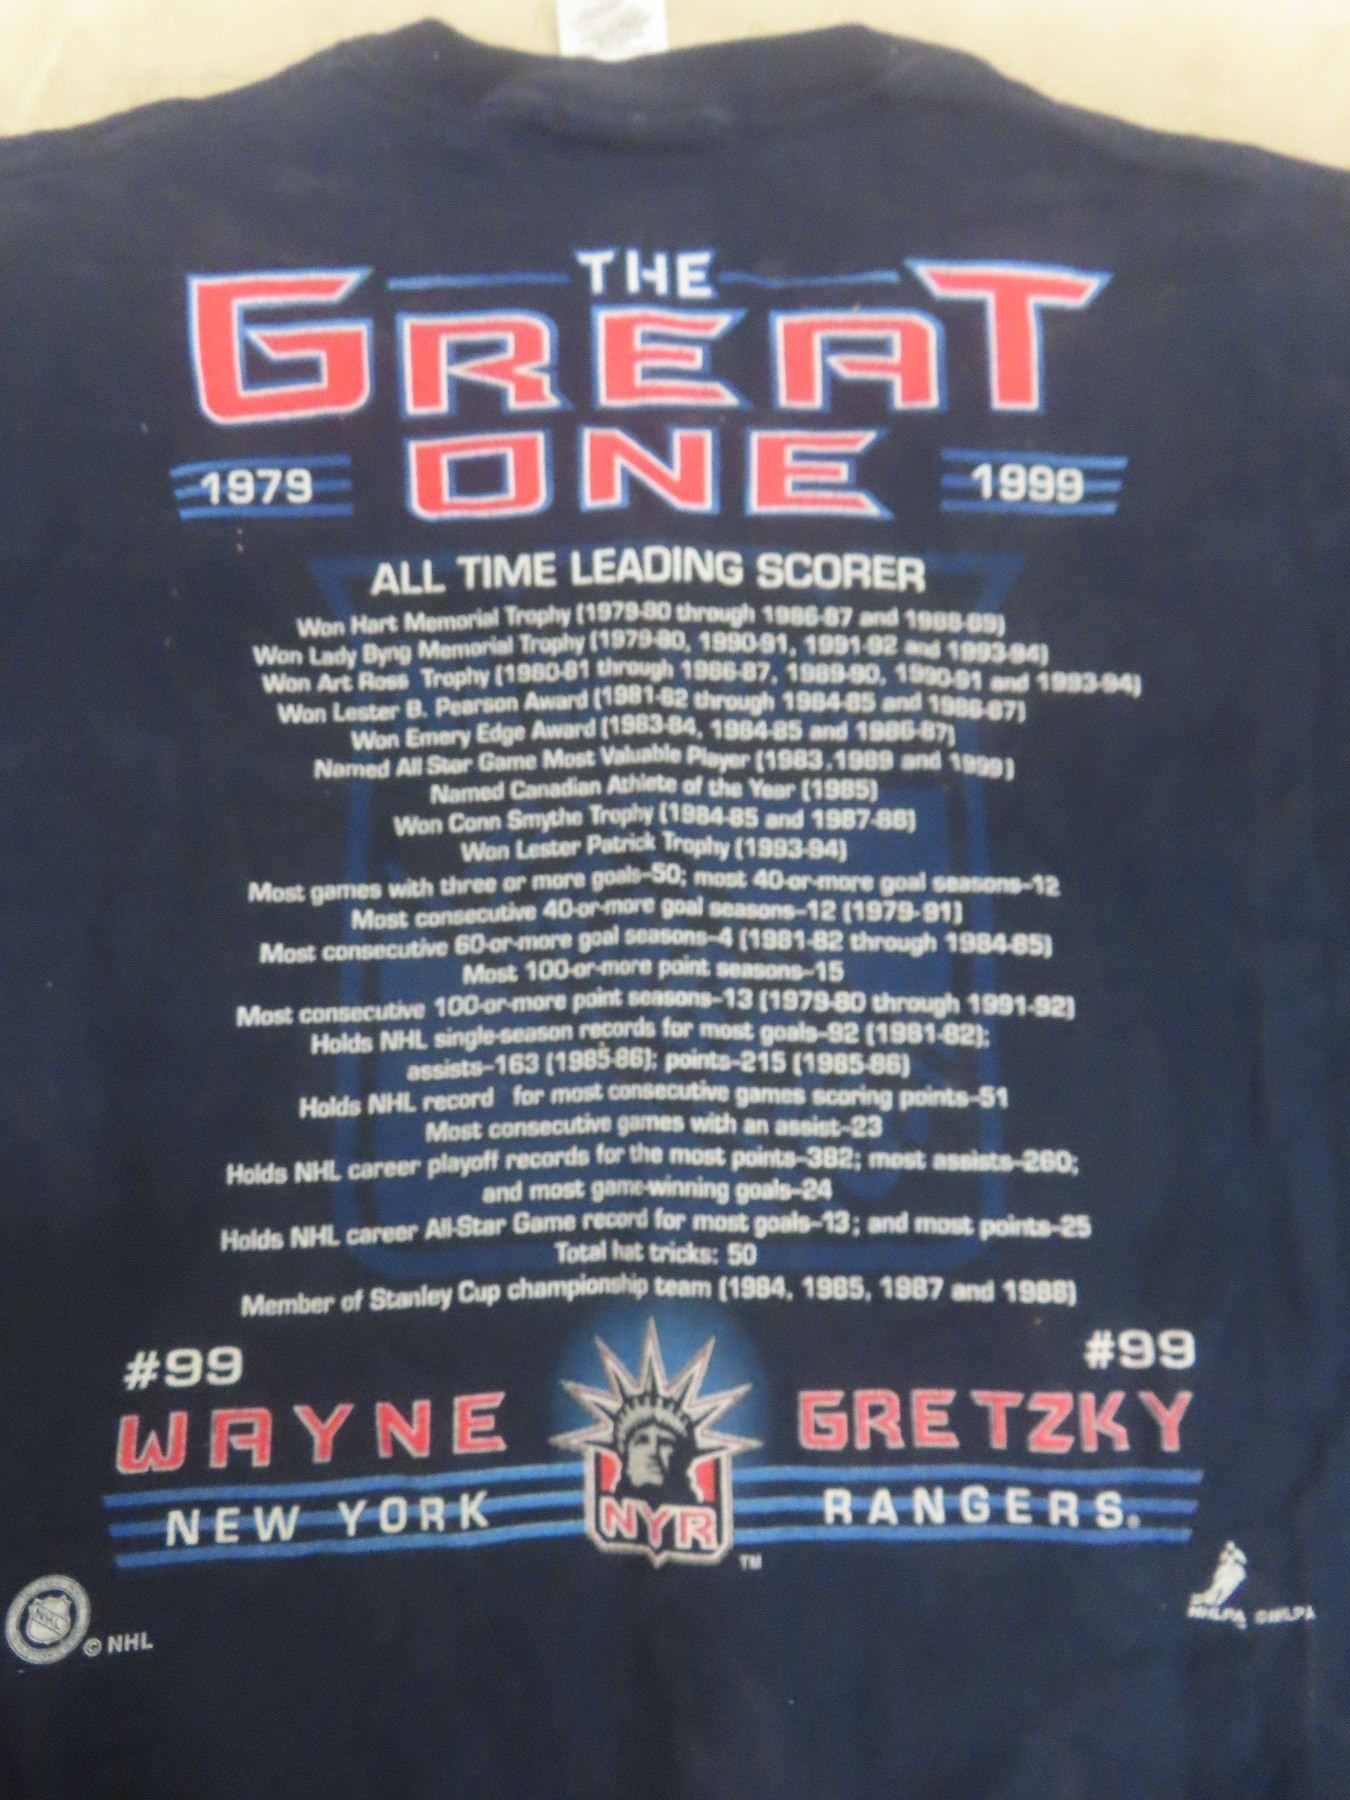 THE
GREAT
ONE
1979 1999
ALL TIME LEADING SCORER
Won Hart Memorial Trophy (1979-80 through 1986-87 and 1988-89)
Won Lady Byng Memorial Trophy (1979-80, 1990-91, 1991-92 and 1993-94)
Won Art Ross Trophy (1980-81 through 1986-87, 1989-90, 1990-91 and 1993-94)
Won Lester B. Pearson Award (1981-82 through 1984-85 and 1986-87)
Won Emery Edge Award (1983-84, 1984-85 and 1986-87)
Named All Star Game Most Valuable Player (1983, 1989 and 1999)
Named Canadian Athlete of the Year (1985)
Won Conn Smythe Trophy (1984-85 and 1987-88)
Won Lester Patrick Trophy (1993-94)
Most games with three or more goals-50; most 40-or-more goal seasons-12
Most consecutive 40-or-more goal seasons-12 (1979-91)
Most consecutive 60-or-more goal seasons-4 (1981-82 through 1984-85)
Most 100-or-more point seasons-15
Most consecutive 100-or-more point seasons-13 (1979-80 through 1991-92)
Holds NHL single-season records for most goals-92 (1981-82);
assists-163 (1985-86); points-215 (1985-86)
Holds NHL record for most consecutive games scoring points-51
Most consecutive games with an assist-23
Holds NHL career playoff records for the most points-382; most assists-260;
and most game-winning goals-24
Holds NHL career All-Star Game record for most goals-13; and most points-25
Total hat tricks: 50
Member of Stanley Cup championship team (1984, 1985, 1987 and 1988)
#99 #99
WAYNE GRETZKY
NEW YORK NYR RANGERS.
TM
NHL © NHL
NHLPA ©NHLPA